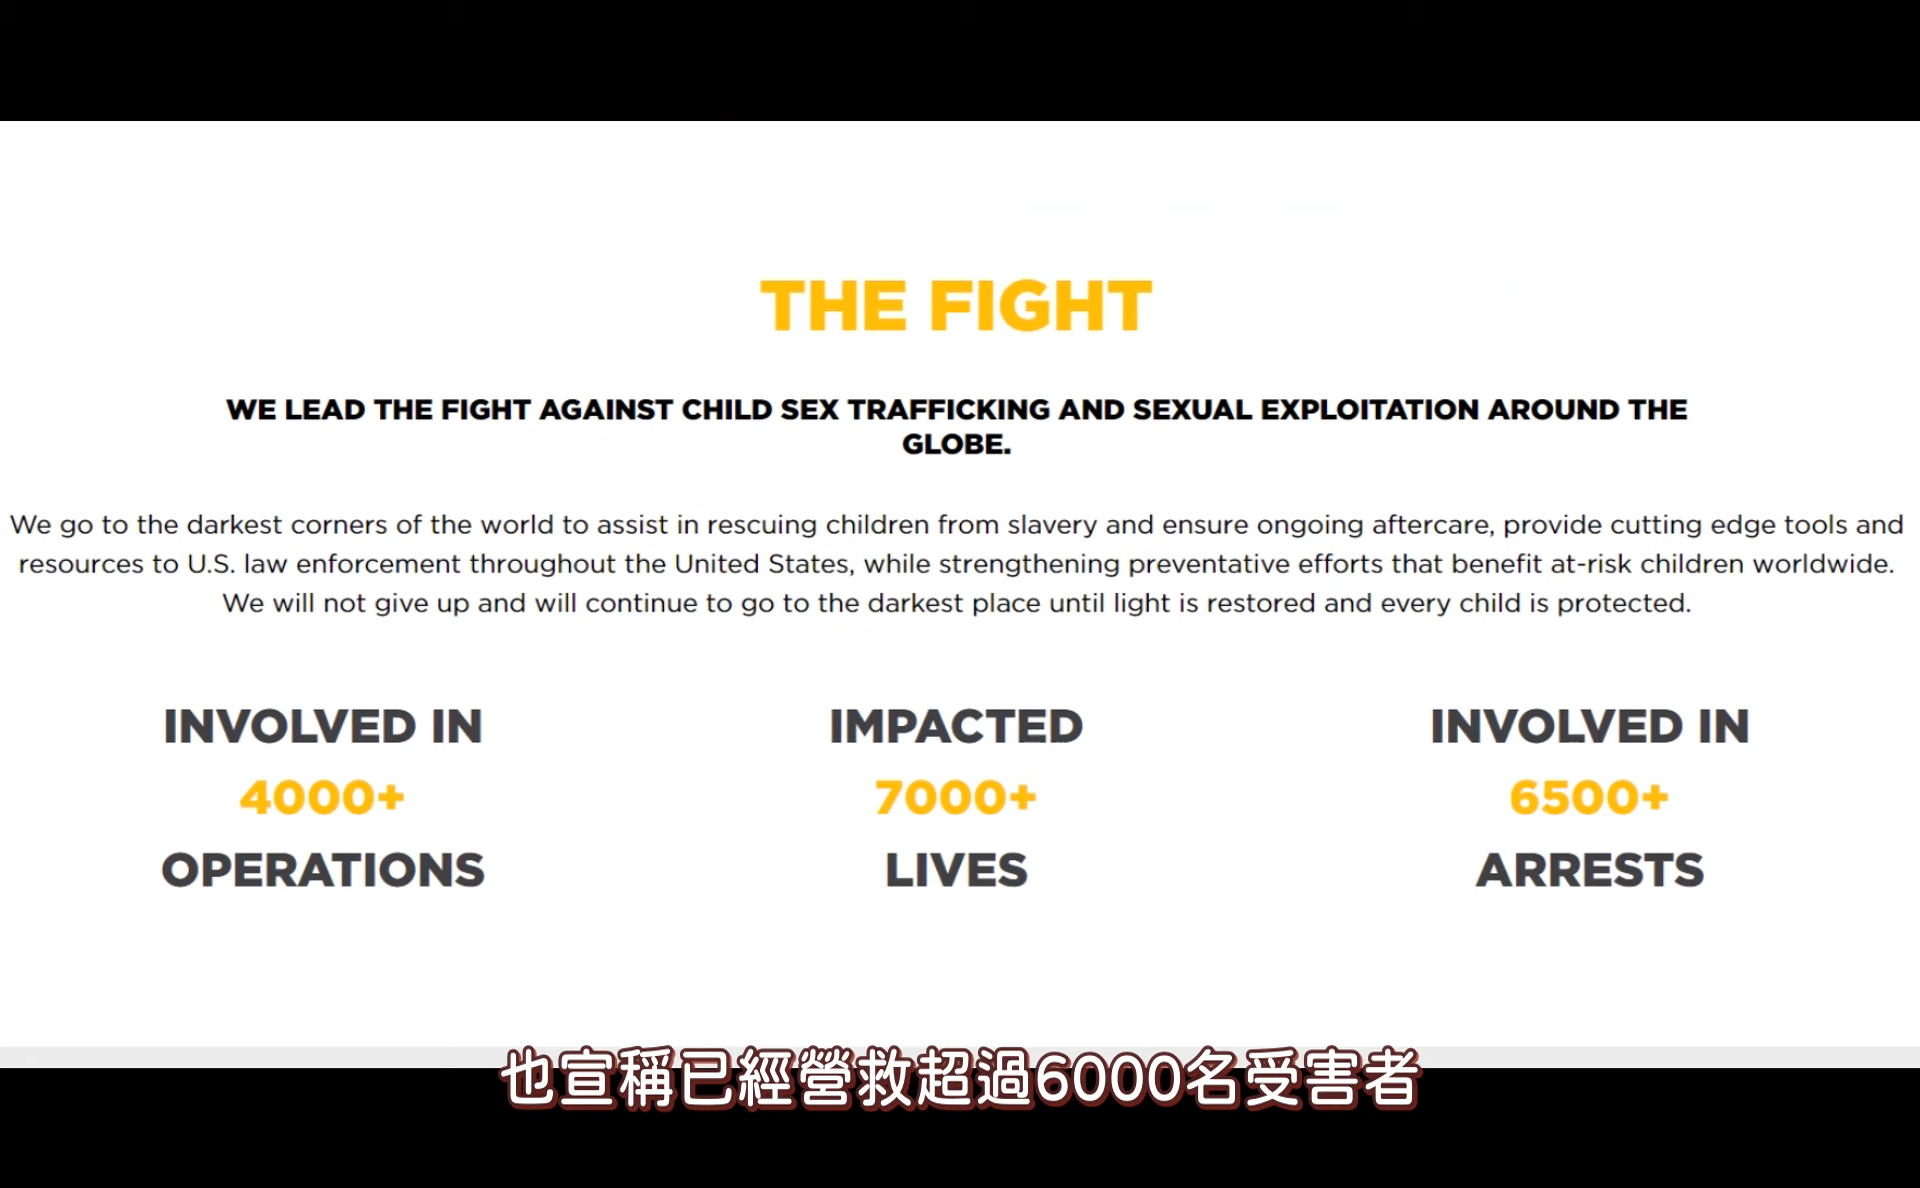 THE FIGHT
WE LEAD THE FIGHT AGAINST CHILD SEX TRAFFICKING AND SEXUAL EXPLOITATION AROUND THE
GLOBE.
We go to the darkest corners of the world to assist in rescuing children from slavery and ensure ongoing aftercare, provide cutting edge tools and
resources to U.S. law enforcement throughout the United States, while strengthening preventative efforts that benefit at-risk children worldwide.
We will not give up and will continue to go to the darkest place until light is restored and every child is protected.
INVOLVED IN
4000+
OPERATIONS
IMPACTED
7000+
LIVES
INVOLVED IN
6500+
ARRESTS
也宣稱已經營救超過6000名受害者